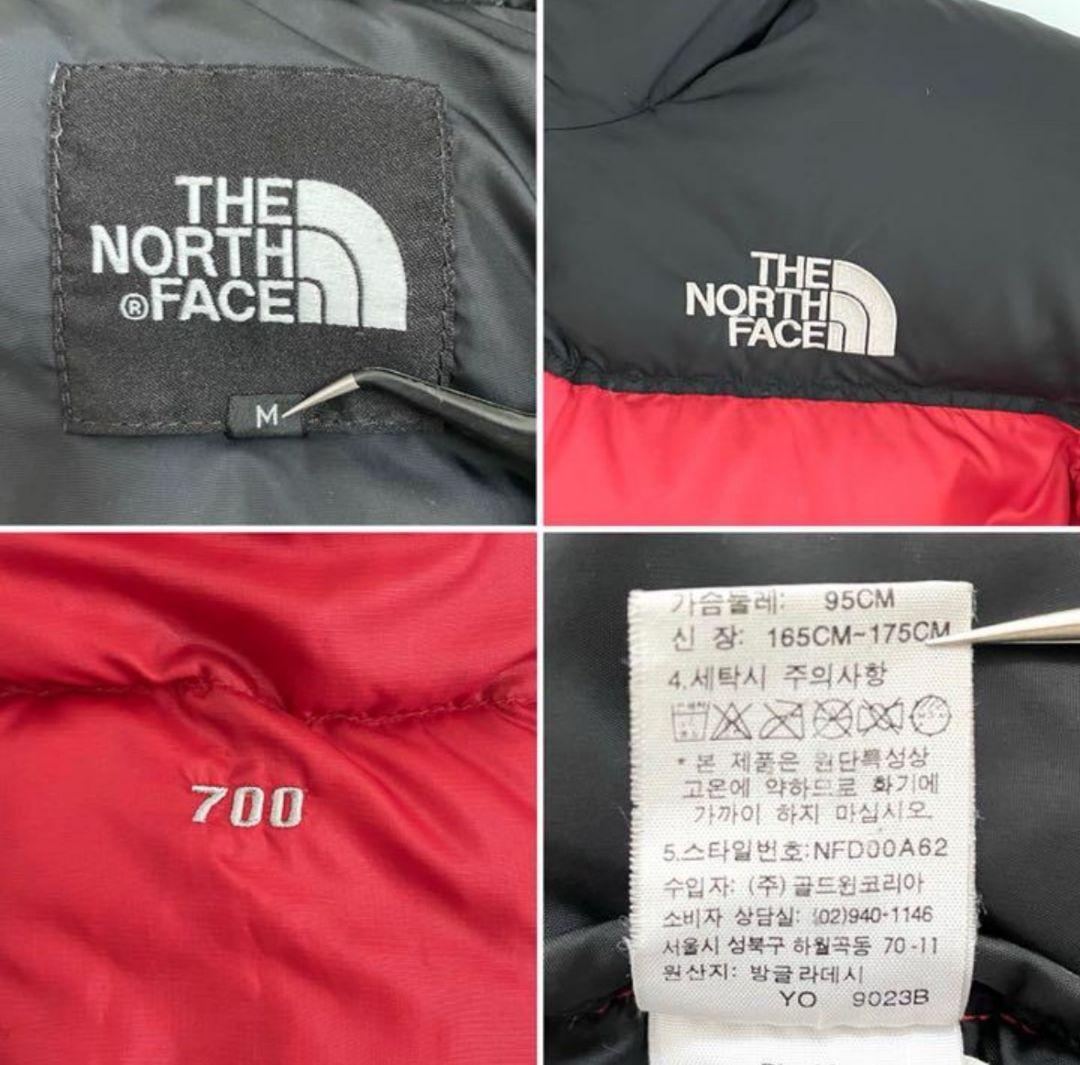 THE
NORTH
®FACE
M
THE
NORTH
FACE
700
가슴둘레: 95CM
신 장: 165CM~175CM
4.세탁시 주의사항
* 본 제품은 원단특성상
고온에 약하므로 화기에
가까이 하지 마십시오.
5.스타일번호:NFD00A62
수입자: (주)골드윈코리아
소비자 상담실: (02)940-1146
서울시 성북구 하월곡동 70-11
원산지: 방글라데시
YO 9023B